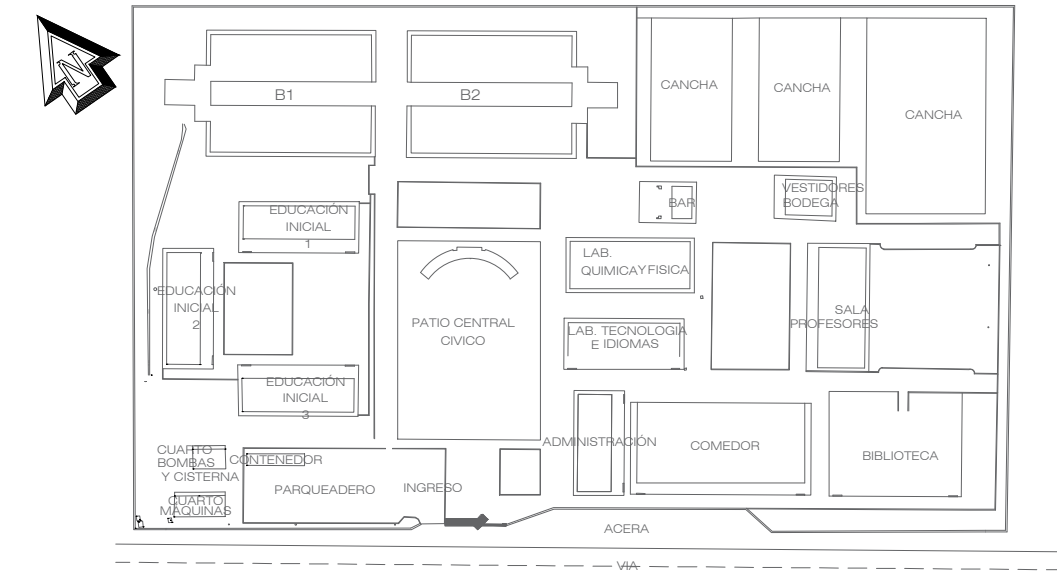 N
B1
B2
CANCHA
CANCHA
CANCHA
EDUCACIÓN
INICIAL
1
BAR
VESTIDORES
BODEGA
EDUCACIÓN
INICIAL
2
LAB.
QUIMICAYFISICA
PATIO CENTRAL
CIVICO
LAB. TECNOLOGIA
E IDIOMAS
SALA
PROFESORES
EDUCACIÓN
INICIAL
3
ADMINISTRACIÓN
COMEDOR
BIBLIOTECA
CUARTO
BOMBAS
Y CISTERNA
CONTENEDOR
PARQUEADERO
INGRESO
CUARTO
MAQUINAS
ACERA
VIA